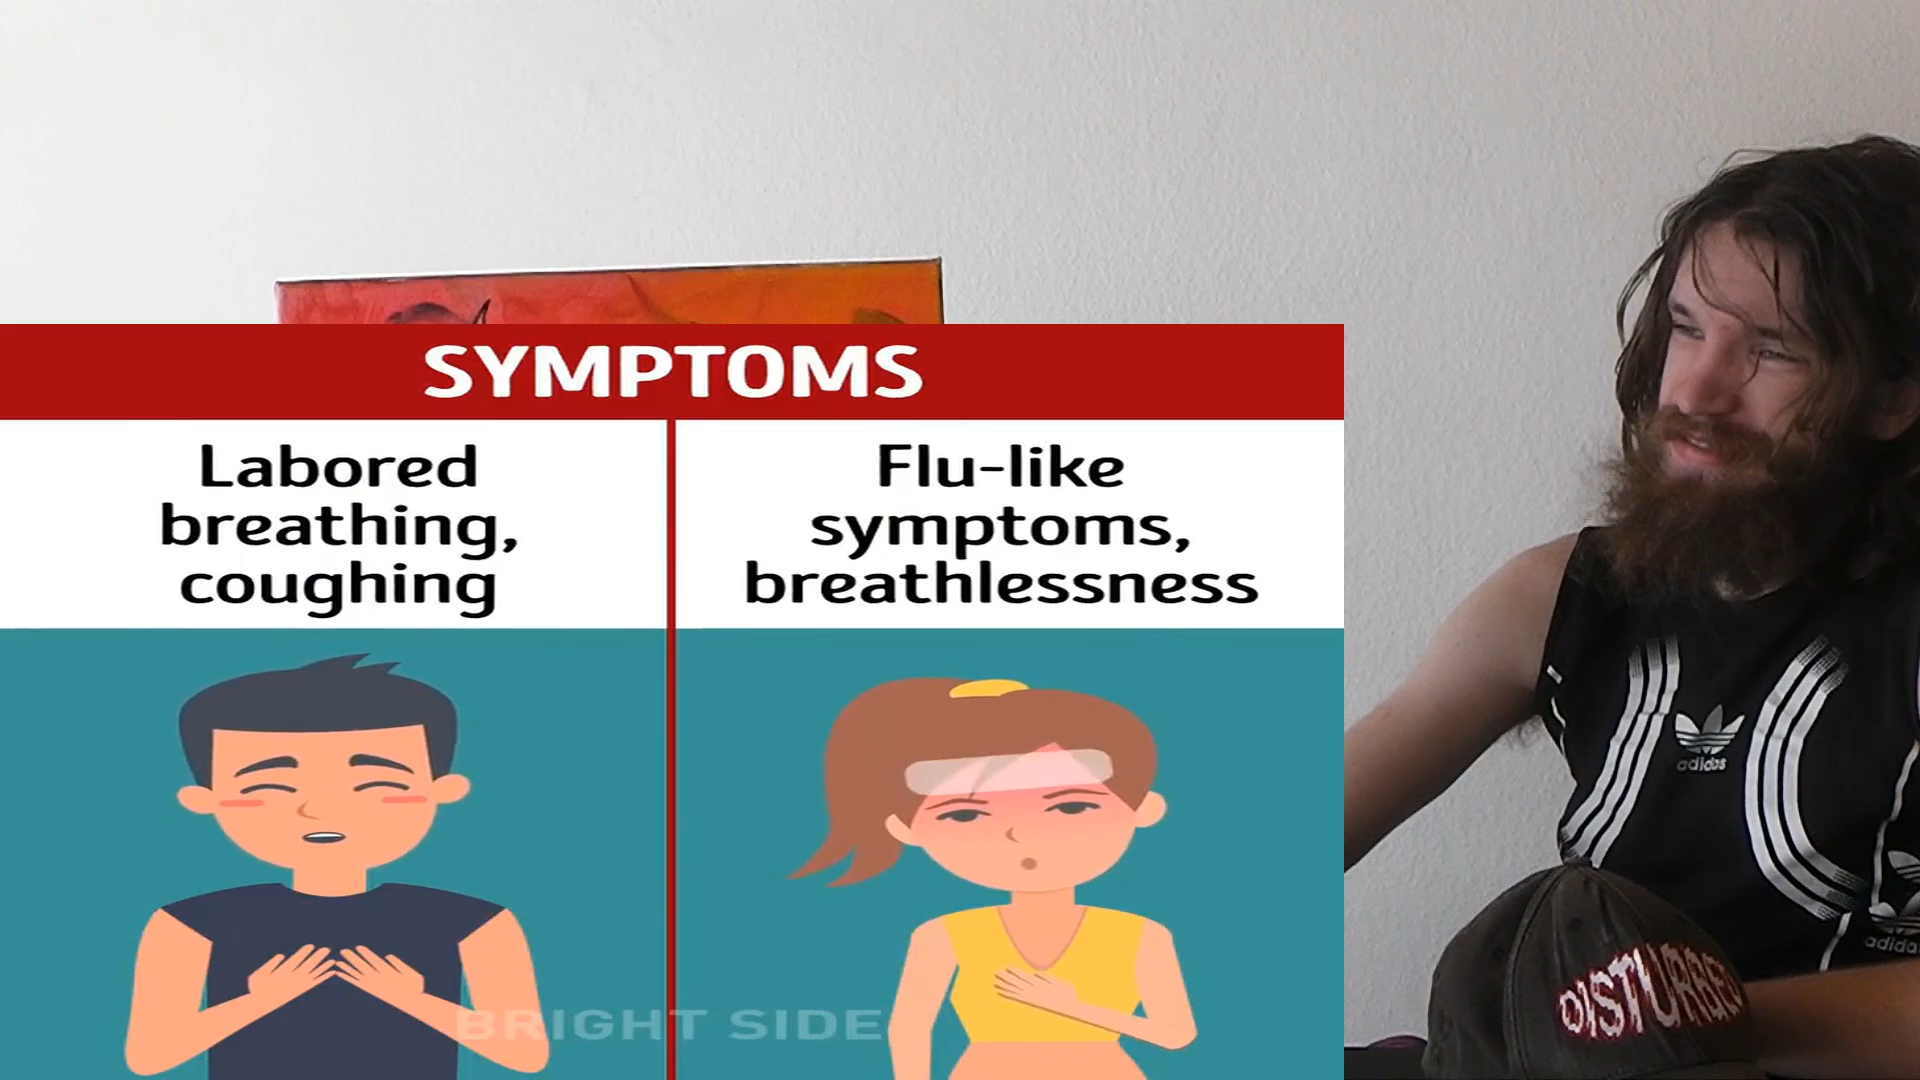 SYMPTOMS
Labored
breathing,
coughing
Flu-like
symptoms,
breathlessness
BRIGHT SIDE
adidas
adidas
DISTURBED